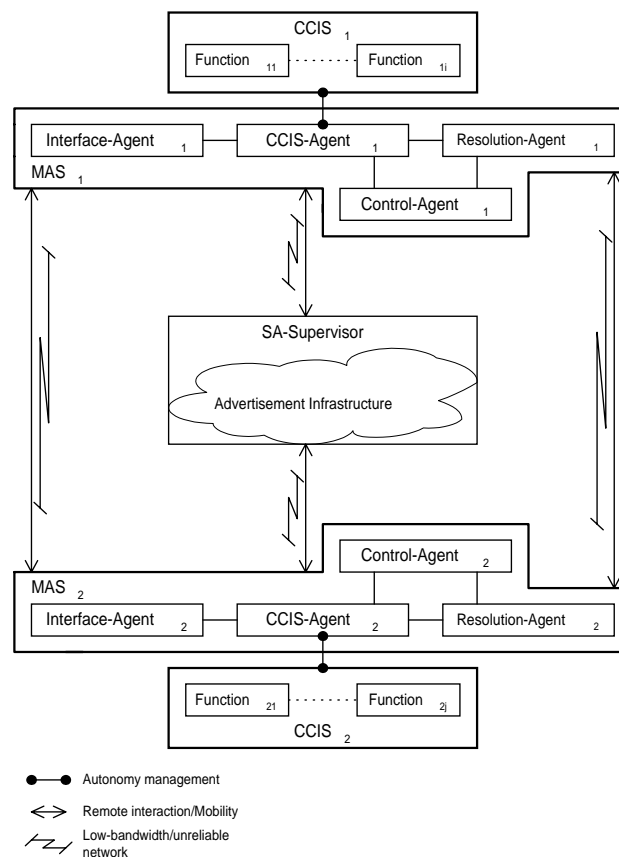 CCIS 1
Function 11 Function 1i
Interface-Agent 1 CCIS-Agent 1 Resolution-Agent 1
MAS 1
Control-Agent 1
SA-Supervisor
Advertisement Infrastructure
Control-Agent 2
MAS 2
Interface-Agent 2 CCIS-Agent 2 Resolution-Agent 2
Function 21 Function 2j
CCIS 2
Autonomy management
Remote interaction/Mobility
Low-bandwidth/unreliable
network